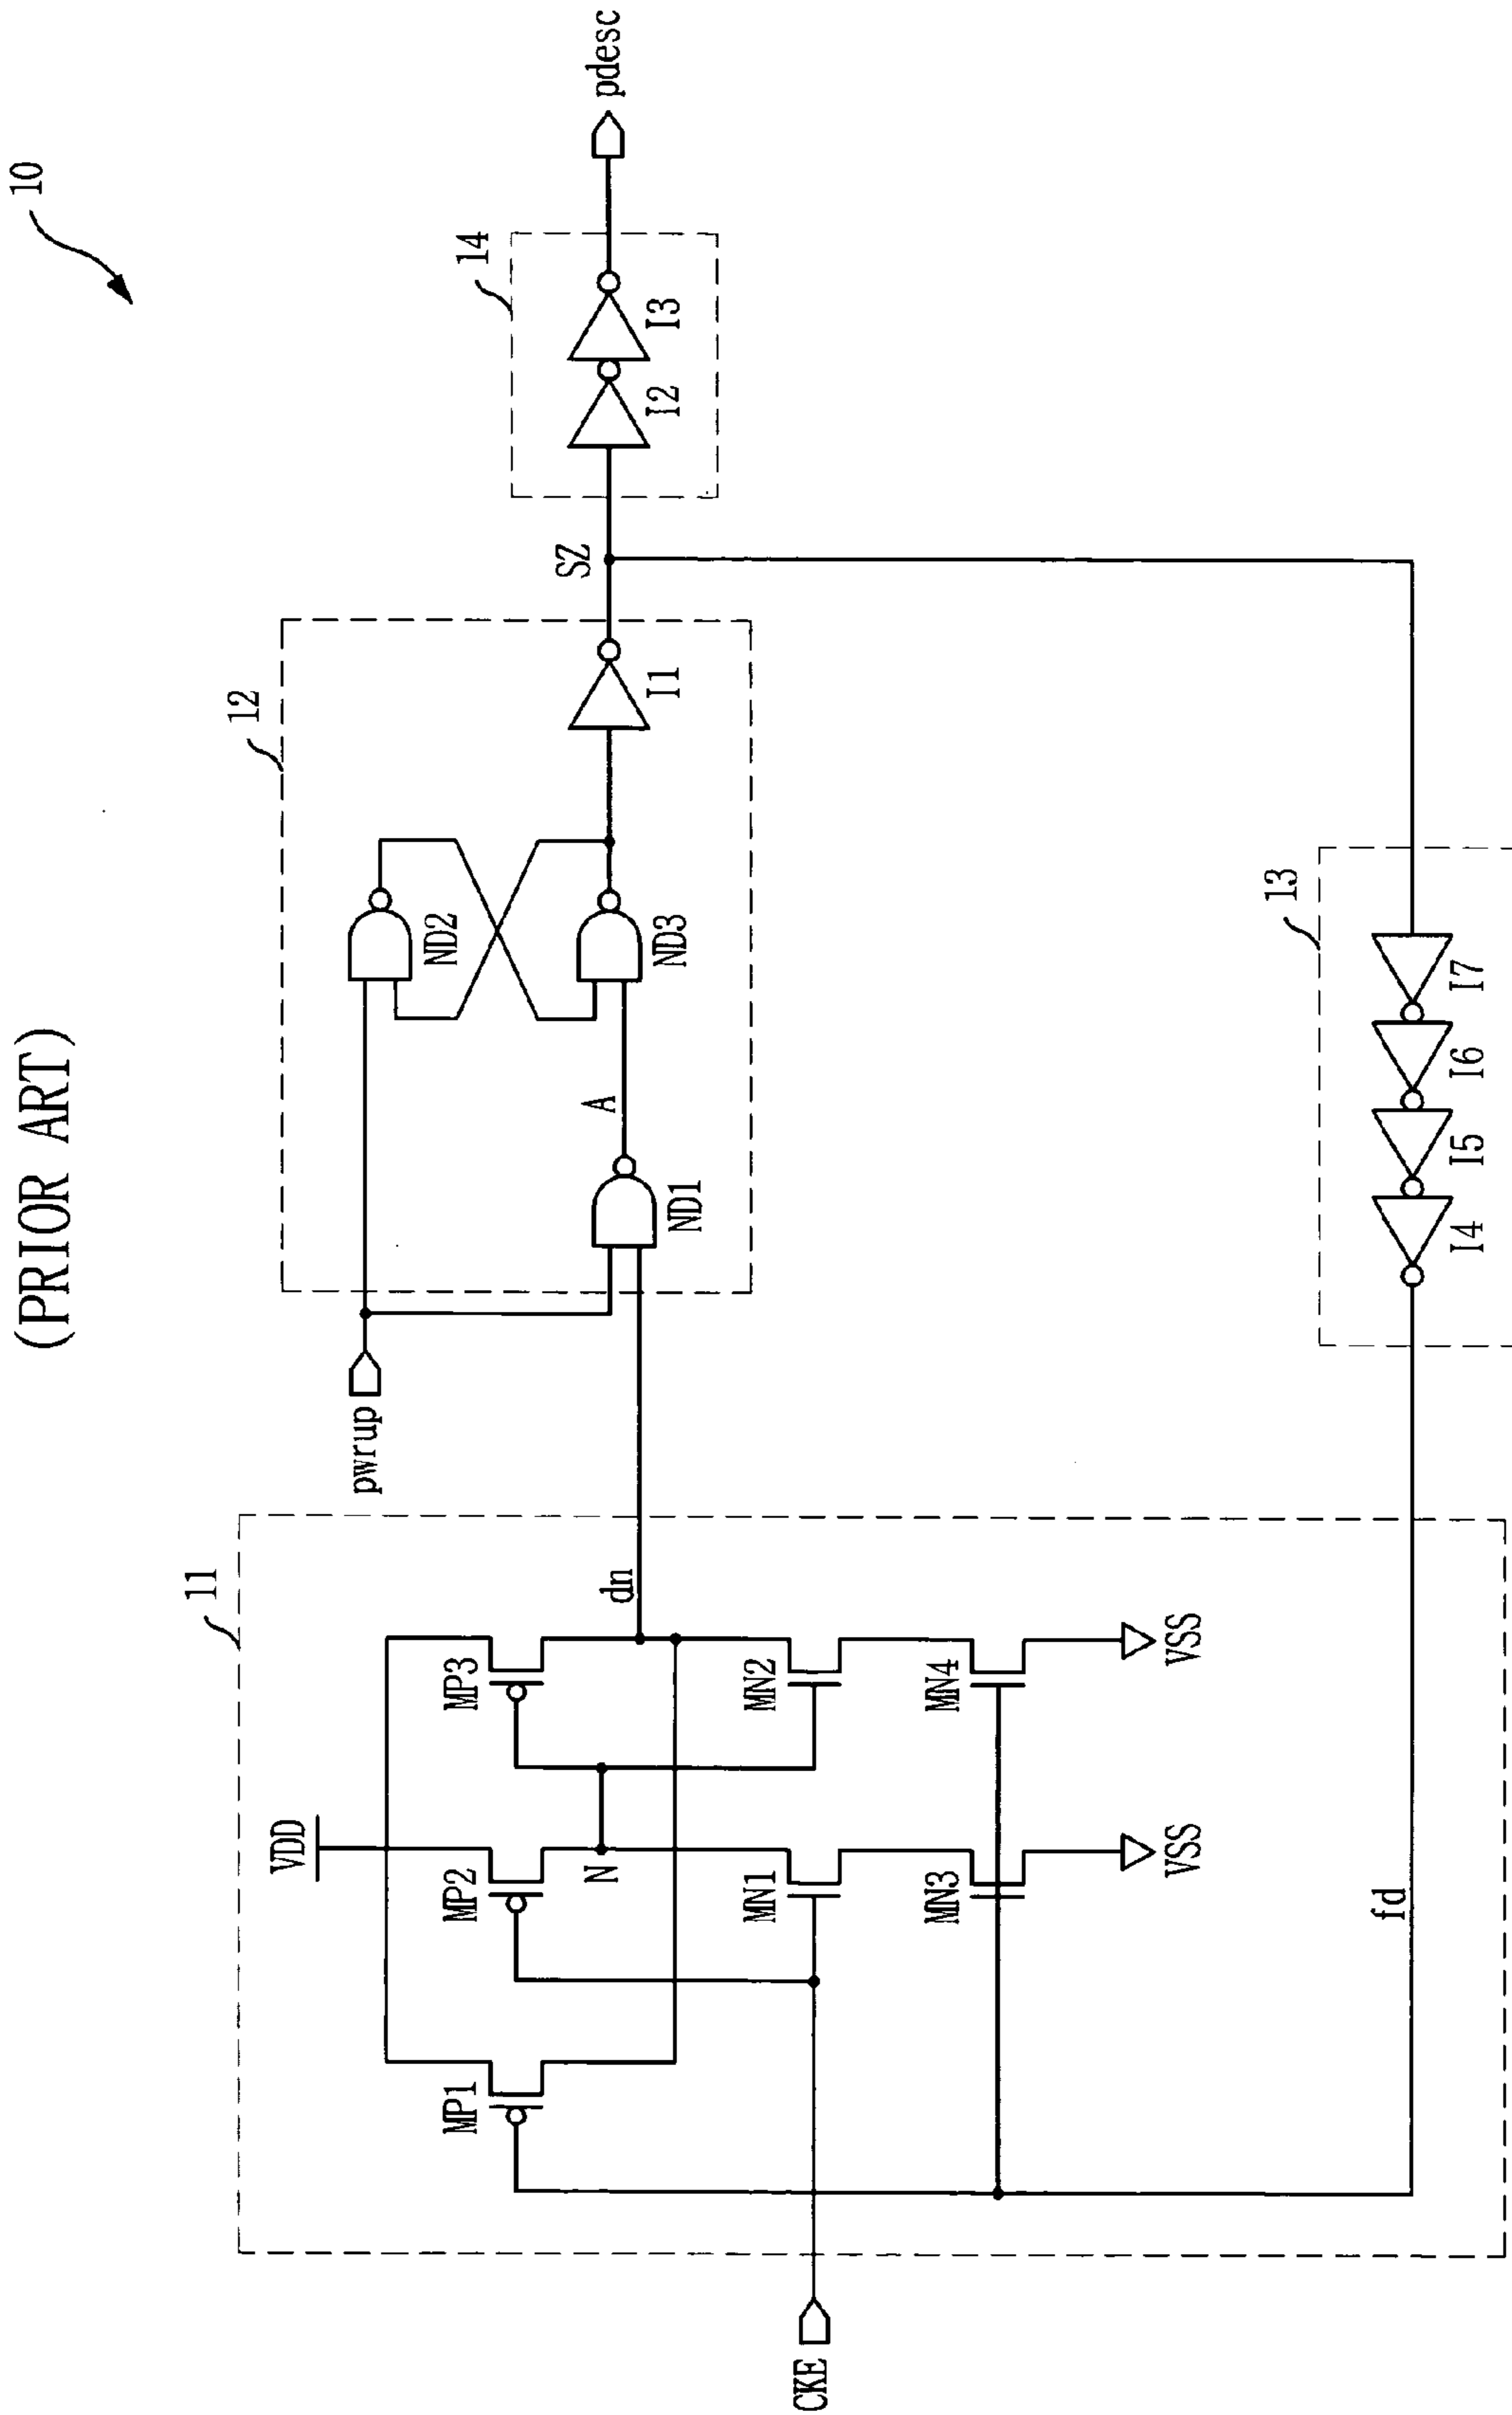 (PRIOR ART)
10
11
VDD
MP1
MP2
MP3
N
dn
CKE
MN1
MN2
MN3
MN4
VSS
VSS
fd
pwrup
12
ND1
A
ND2
ND3
I1
SZ
14
I2
I3
pdesc
13
I4
I5
I6
I7